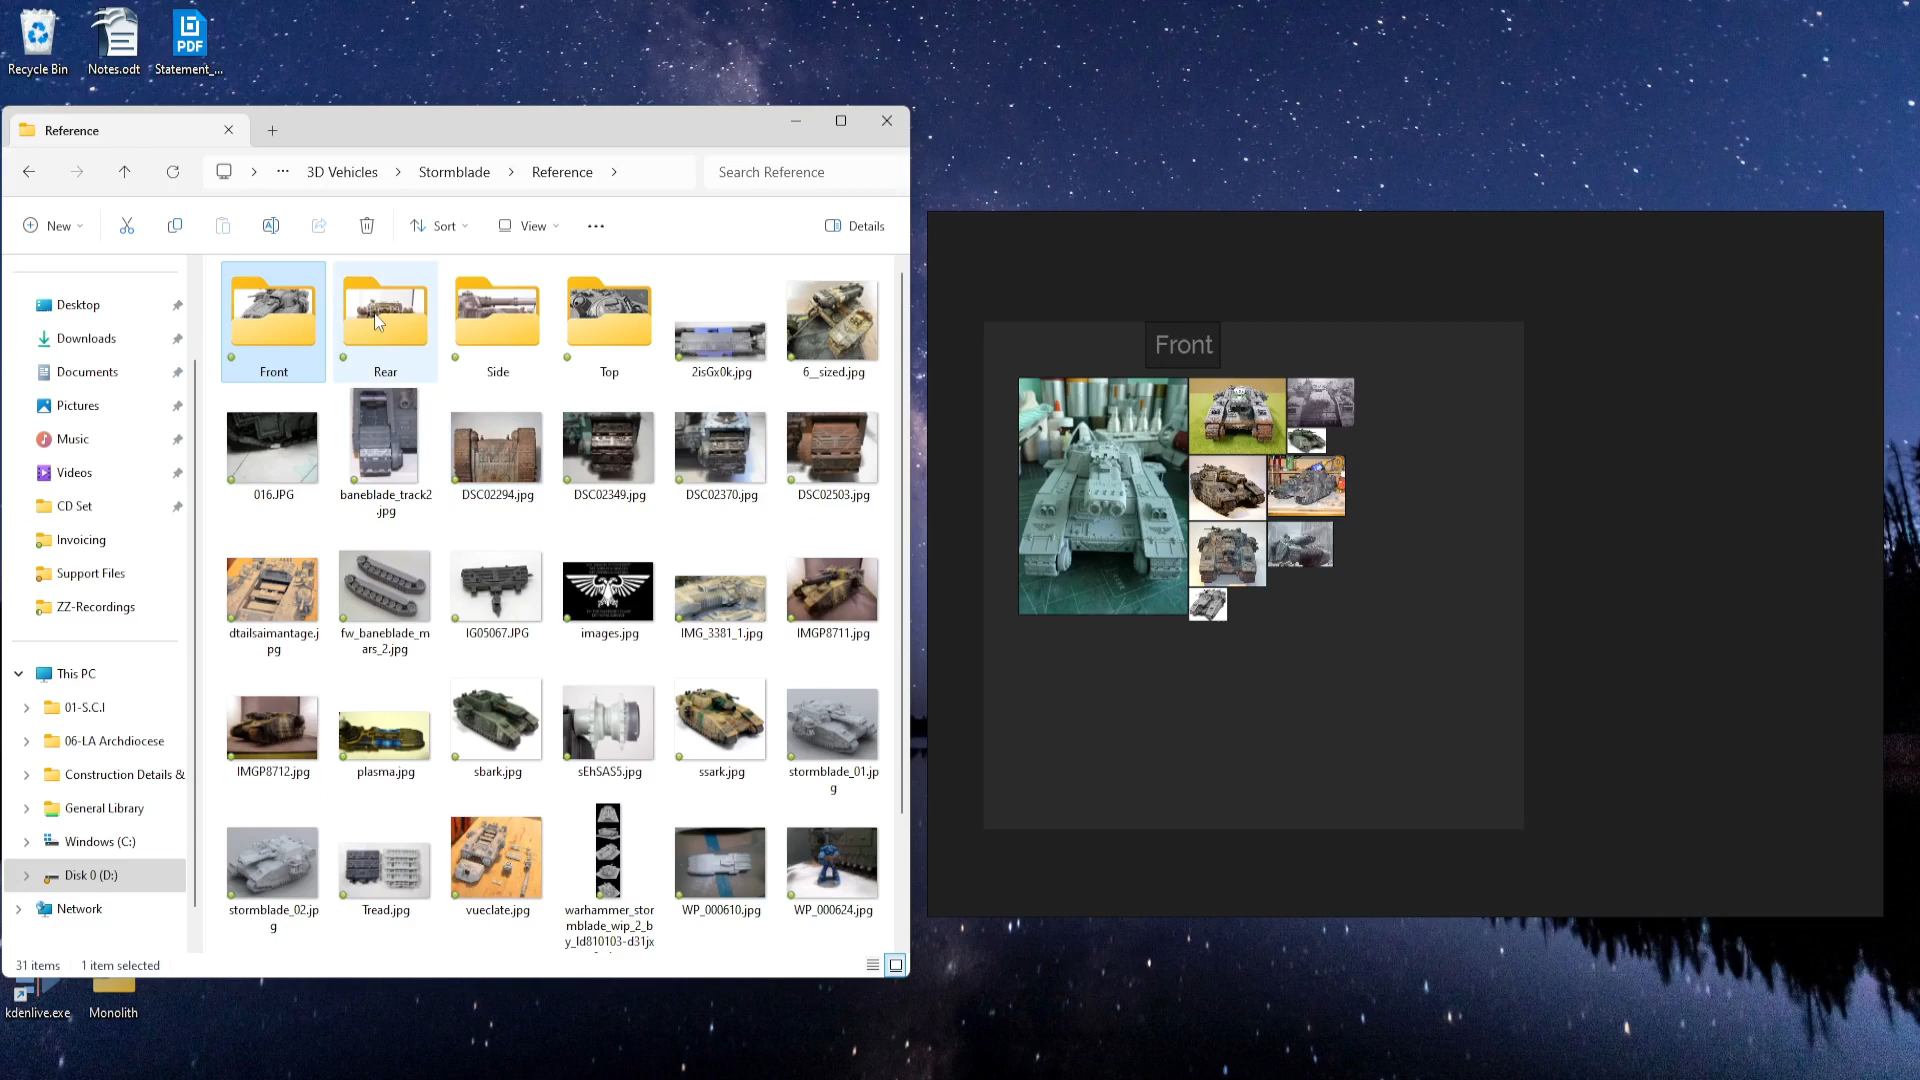 Recycle Bin
Notes.odt
Statement_...
Reference
3D Vehicles
Stormblade
Reference
Search Reference
New
Sort
View
Details
Desktop
Downloads
Documents
Pictures
Music
Videos
CD Set
Invoicing
Support Files
ZZ-Recordings
This PC
01-S.C.I
06-LA Archdiocese
Construction Details &
General Library
Windows (C:)
Disk 0 (D:)
Network
Front
Rear
Side
Top
2isGx0k.jpg
6__sized.jpg
016.JPG
baneblade_track2
.jpg
DSC02294.jpg
DSC02349.jpg
DSC02370.jpg
DSC02503.jpg
dtailsaimantage.j
pg
fw_baneblade_m
ars_2.jpg
IG05067.JPG
images.jpg
IMG_3381_1.jpg
IMGP8711.jpg
IMGP8712.jpg
plasma.jpg
sbark.jpg
sEhSAS5.jpg
ssark.jpg
stormblade_01.jp
g
stormblade_02.jp
g
Tread.jpg
vueclate.jpg
warhammer_stor
mblade_wip_2_b
y_ld810103-d31jx
WP_000610.jpg
WP_000624.jpg
31 items
1 item selected
kdenlive.exe
Monolith
Front
PDF